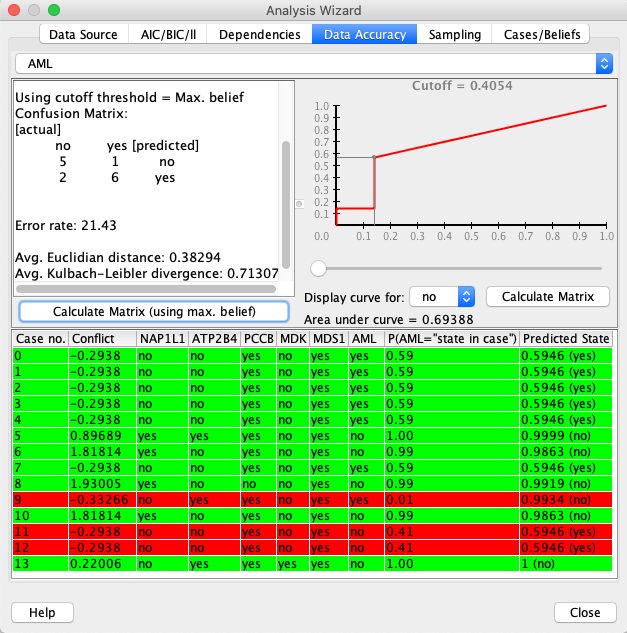 Analysis Wizard
Data Source AIC/BIC/ll Dependencies Data Accuracy Sampling Cases/Beliefs
AML
Using cutoff threshold = Max. belief
Confusion Matrix:
[actual]
no yes [predicted]
5 1 no
2 6 yes
Error rate: 21.43
Avg. Euclidian distance: 0.38294
Avg. Kulbach-Leibler divergence: 0.71307
Calculate Matrix (using max. belief)
Cutoff = 0.4054
1.0
0.9
0.8
0.7
0.6
0.5
0.4
0.3
0.2
0.1
0.0 0.1 0.2 0.3 0.4 0.5 0.6 0.7 0.8 0.9 1.0
Display curve for: no Calculate Matrix
Area under curve = 0.69388
Case no. Conflict NAP1L1 ATP2B4 PCCB MDK MDS1 AML P(AML="state in case") Predicted State
0 -0.2938 no no yes no yes yes 0.59 0.5946 (yes)
1 -0.2938 no no yes no yes yes 0.59 0.5946 (yes)
2 -0.2938 no no yes no yes yes 0.59 0.5946 (yes)
3 -0.2938 no no yes no yes yes 0.59 0.5946 (yes)
4 -0.2938 no no yes no yes yes 0.59 0.5946 (yes)
5 0.89689 yes yes yes no yes no 1.00 0.9999 (no)
6 1.81814 yes no yes no yes no 0.99 0.9863 (no)
7 -0.2938 no no yes no yes yes 0.59 0.5946 (yes)
8 1.93005 yes no no no yes no 0.99 0.9919 (no)
9 -0.33266 no yes yes no yes yes 0.01 0.9934 (no)
10 1.81814 yes no yes no yes no 0.99 0.9863 (no)
11 -0.2938 no no yes no yes no 0.41 0.5946 (yes)
12 -0.2938 no no yes no yes no 0.41 0.5946 (yes)
13 0.22006 no yes yes yes yes no 1.00 1 (no)
Help Close